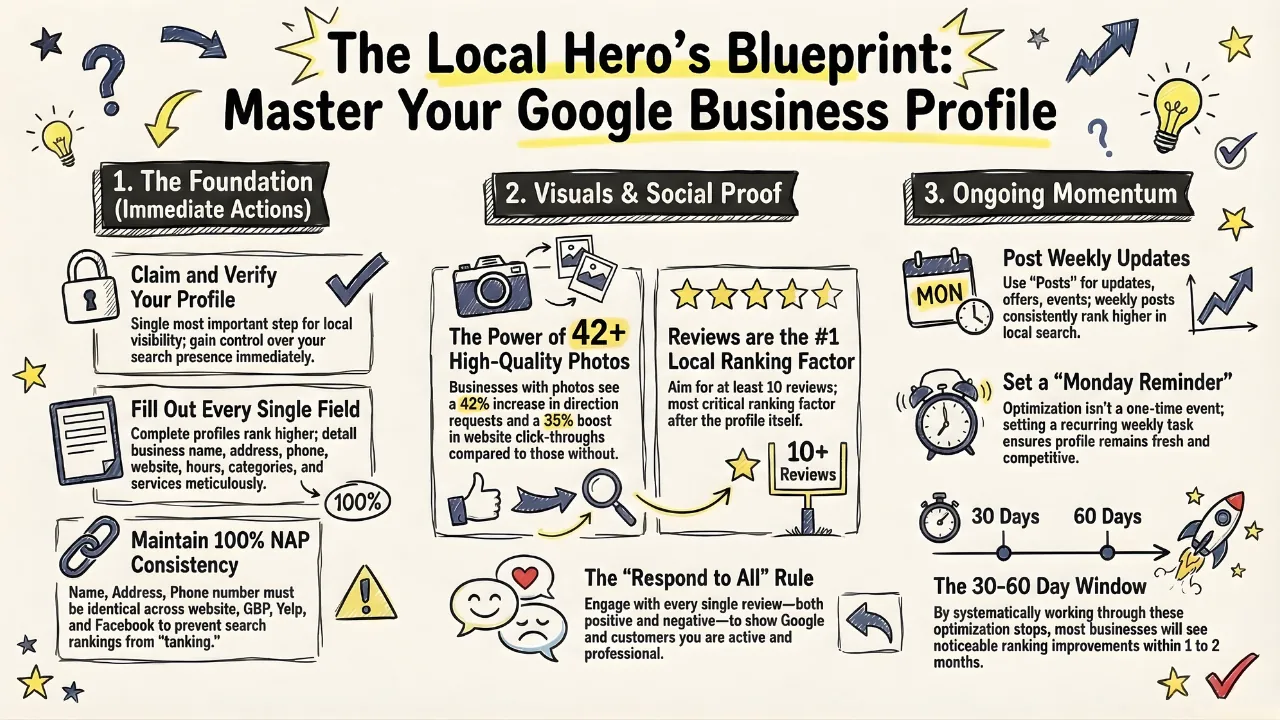 The Local Hero's Blueprint:
Master Your Google Business Profile
1. The Foundation
(Immediate Actions)
Claim and Verify
Your Profile
Single most important step for local
visibility; gain control over your
search presence immediately.
Fill Out Every Single Field
Complete profiles rank higher; detail
business name, address, phone,
website, hours, categories, and
services meticulously.
100%
Maintain 100% NAP
Consistency
Name, Address, Phone number must
be identical across website, GBP, Yelp,
and Facebook to prevent search
rankings from "tanking."
2. Visuals & Social Proof
The Power of 42+
High-Quality Photos
Businesses with photos see
a 42% increase in direction
requests and a 35% boost
in website click-throughs
compared to those without.
Reviews are the #1
Local Ranking Factor
Aim for at least 10 reviews;
most critical ranking factor
after the profile itself.
10+
Reviews
The "Respond to All" Rule
Engage with every single review—both
positive and negative—to show Google
and customers you are active and
professional.
3. Ongoing Momentum
MON
Post Weekly Updates
Use "Posts" for updates,
offers, events; weekly posts
consistently rank higher in
local search.
Set a "Monday Reminder"
Optimization isn't a one-time event;
setting a recurring weekly task
ensures profile remains fresh and
competitive.
30 Days
60 Days
The 30-60 Day Window
By systematically working through these
optimization stops, most businesses will see
noticeable ranking improvements within 1 to 2
months.